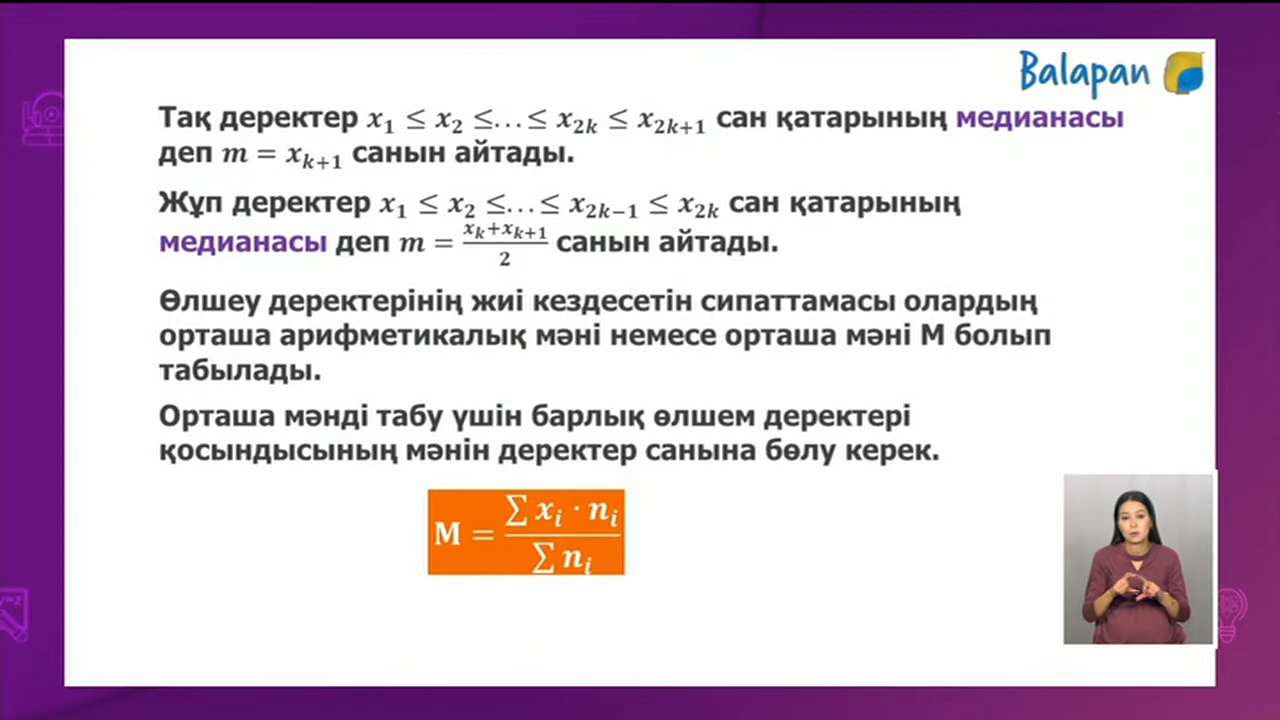 Balapan
Тақ деректер x₁ ≤ x₂ ≤…≤ x₂ₖ ≤ x₂ₖ₊₁ сан қатарының медианасы
деп m = xₖ₊₁ санын айтады.
Жұп деректер x₁ ≤ x₂ ≤…≤ x₂ₖ₋₁ ≤ x₂ₖ сан қатарының
медианасы деп m = (xₖ+xₖ₊₁)/2 санын айтады.
Өлшеу деректерінің жиі кездесетін сипаттамасы олардың
орташа арифметикалық мәні немесе орташа мәні М болып
табылады.
Орташа мәнді табу үшін барлық өлшем деректері
қосындысының мәнін деректер санына бөлу керек.
M = (∑ xᵢ · nᵢ)/(∑ nᵢ)